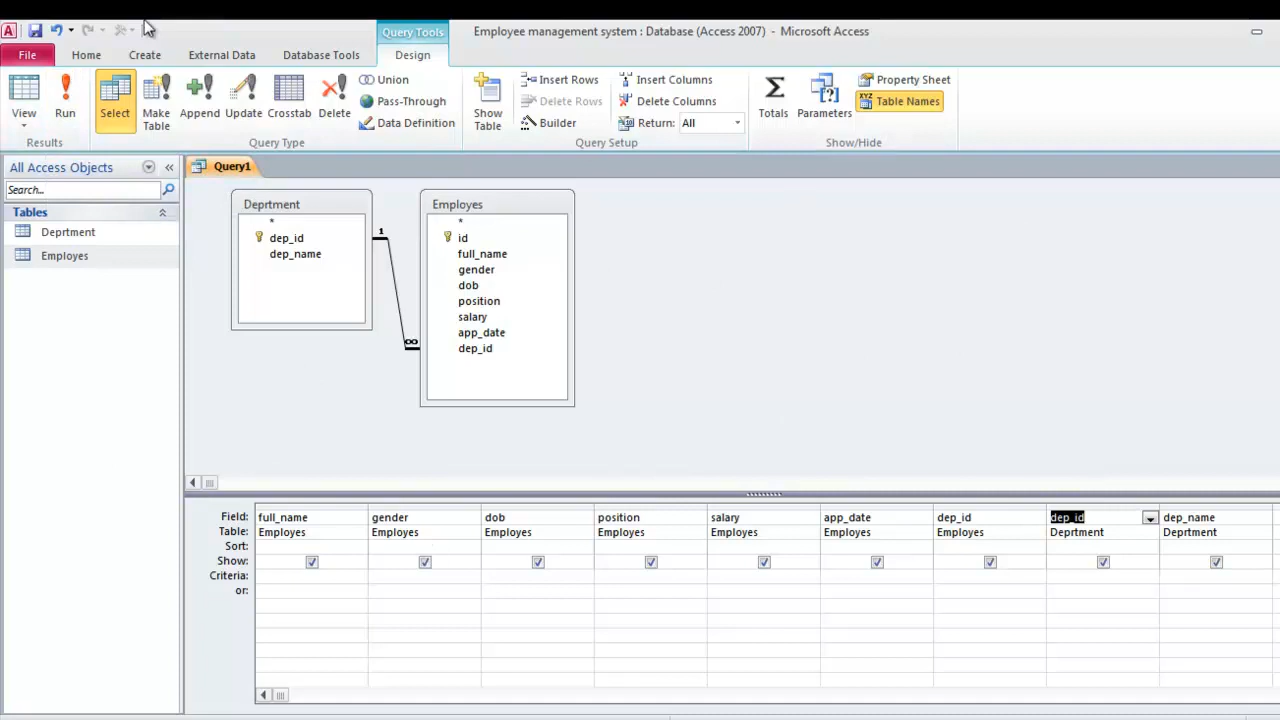 Query Tools
Employee management system : Database (Access 2007) - Microsoft Access
File Home Create External Data Database Tools Design
View
Run
Select
Make Table
Append
Update
Crosstab
Delete
Union
Pass-Through
Data Definition
Show Table
Insert Rows
Delete Rows
Builder
Insert Columns
Delete Columns
Return: All
Totals
Parameters
Property Sheet
Table Names
Results Query Type Query Setup Show/Hide
All Access Objects
Search...
Tables
Deprtment
Employes
Query1
Deprtment
*
dep_id
dep_name
1
∞
Employes
*
id
full_name
gender
dob
position
salary
app_date
dep_id
Field: full_name gender dob position salary app_date dep_id dep_id dep_name
Table: Employes Employes Employes Employes Employes Employes Employes Deprtment Deprtment
Sort:
Show:
Criteria:
or: